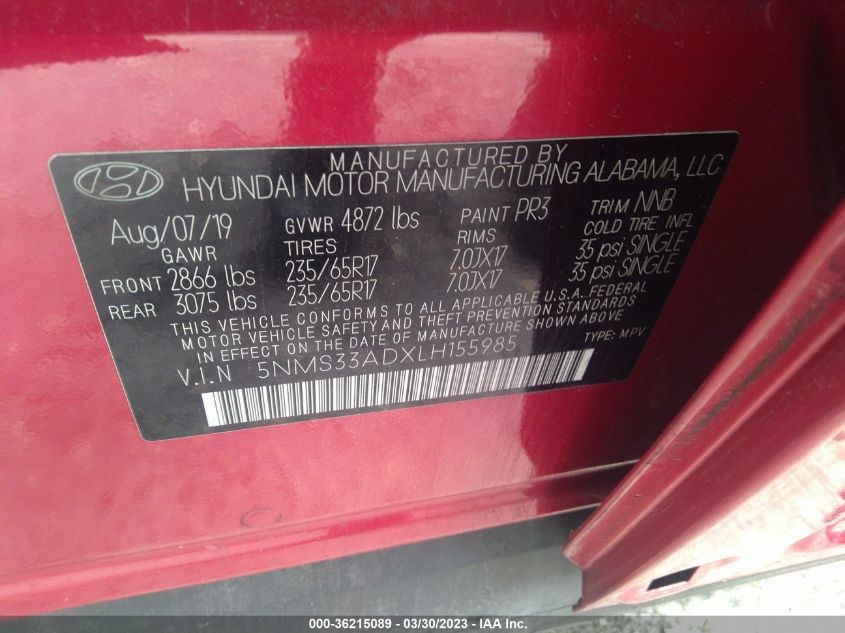 MANUFACTURED BY
HYUNDAI MOTOR MANUFACTURING ALABAMA, LLC
Aug/07/19 GVWR 4872 lbs PAINT PR3 TRIM NNB
GAWR TIRES RIMS COLD TIRE INFL
FRONT 2866 lbs 235/65R17 7.0JX17 35 psi SINGLE
REAR 3075 lbs 235/65R17 7.0JX17 35 psi SINGLE
THIS VEHICLE CONFORMS TO ALL APPLICABLE U.S.A. FEDERAL
MOTOR VEHICLE SAFETY AND THEFT PREVENTION STANDARDS
IN EFFECT ON THE DATE OF MANUFACTURE SHOWN ABOVE
V.I.N 5NMS33ADXLH155985 TYPE: MPV
000-36215089 - 03/30/2023 - © IAA Inc.